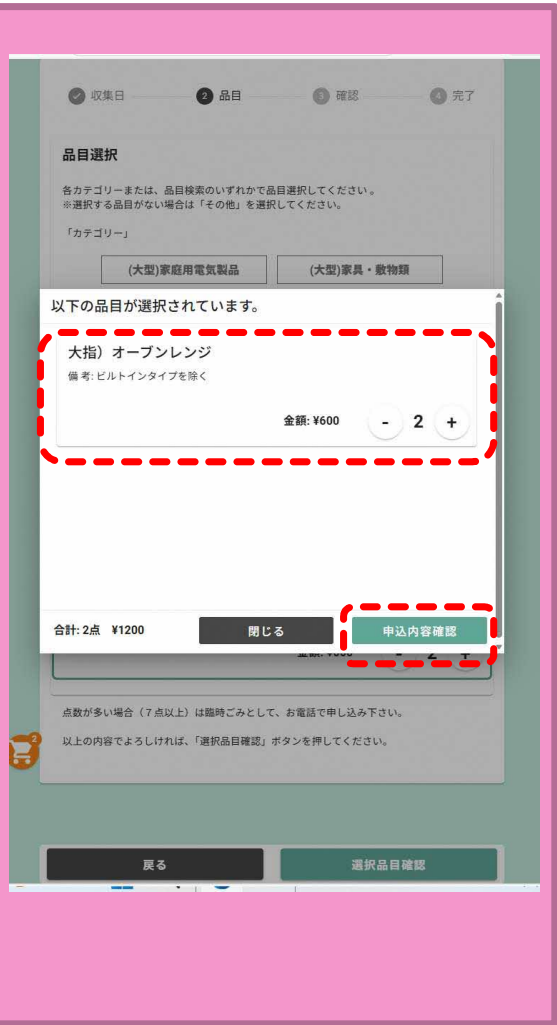 収集日
2 品目
3 確認
4 完了
品目選択
各カテゴリーまたは、品目検索のいずれかで品目選択してください。
※選択する品目がない場合は「その他」を選択してください。
「カテゴリー」
(大型)家庭用電気製品
(大型)家具・敷物類
以下の品目が選択されています。
大指）オーブンレンジ
備 考: ビルトインタイプを除く
金額: ¥600 - 2 +
合計: 2点 ¥1200
閉じる
申込内容確認
- 2 +
点数が多い場合（7点以上）は臨時ごみとして、お電話で申し込み下さい。
2
以上の内容でよろしければ、「選択品目確認」ボタンを押してください。
戻る
選択品目確認